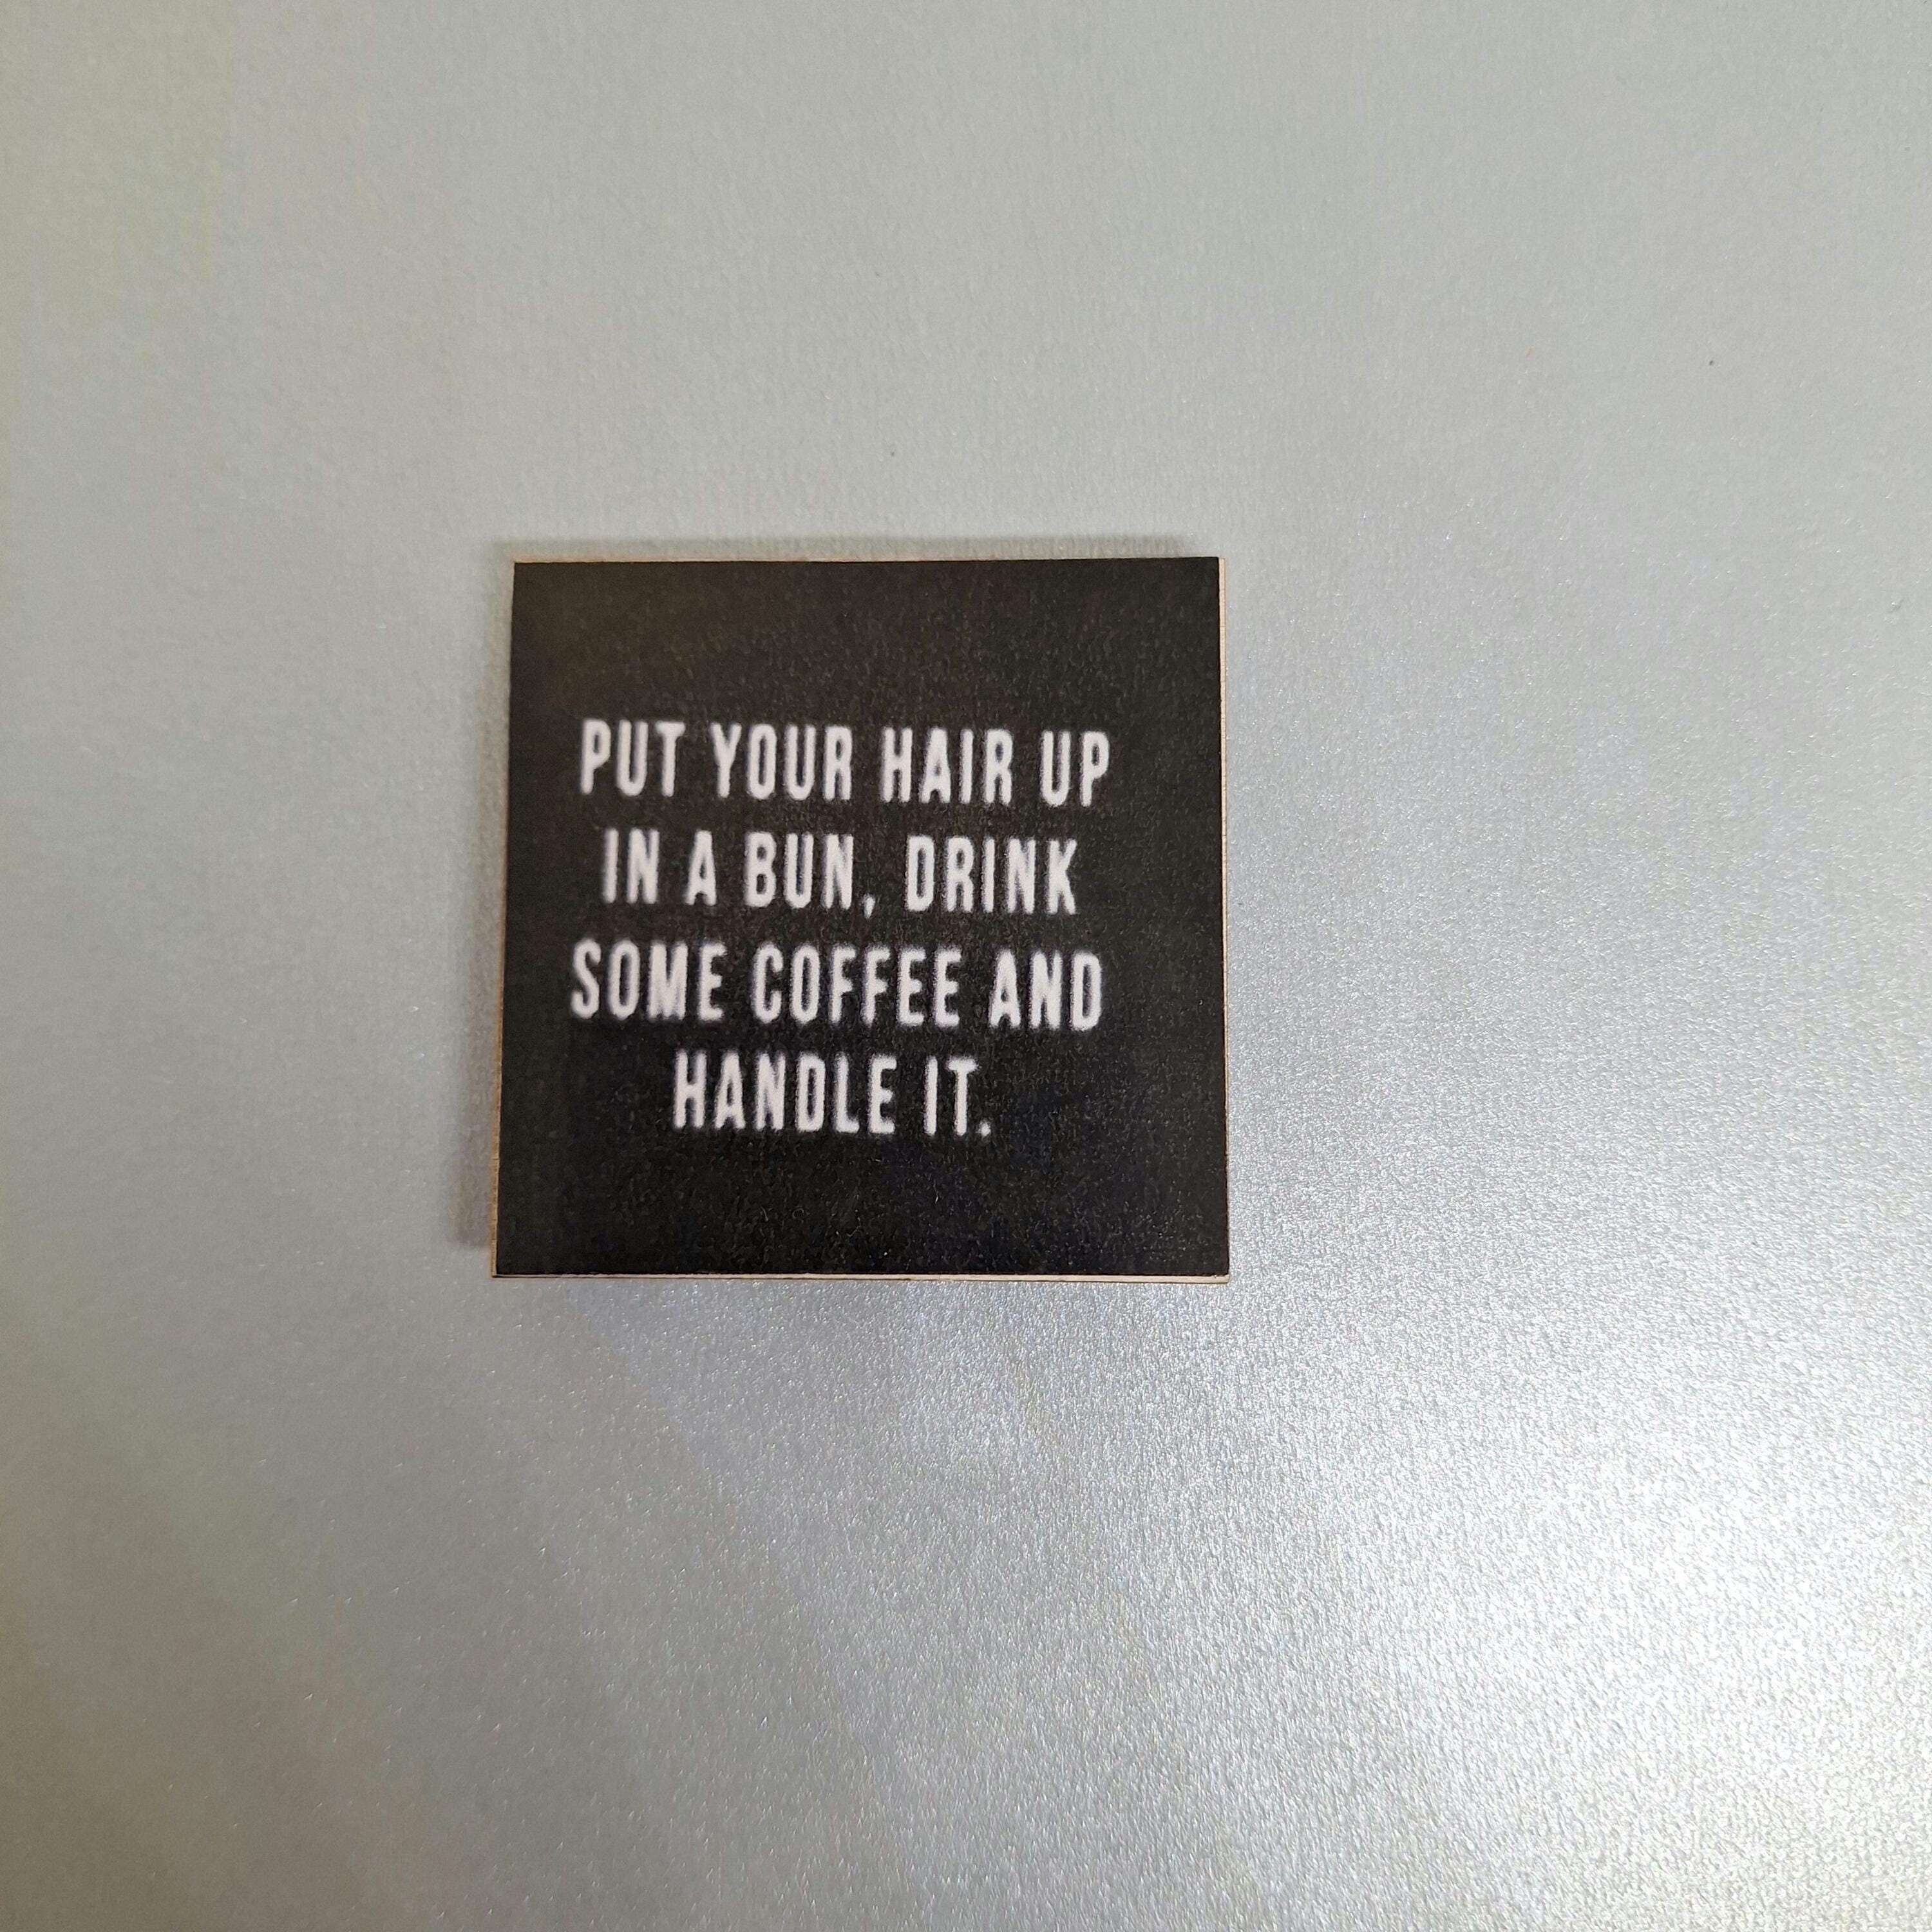 PUT YOUR HAIR UP
IN A BUN, DRINK
SOME COFFEE AND
HANDLE IT.